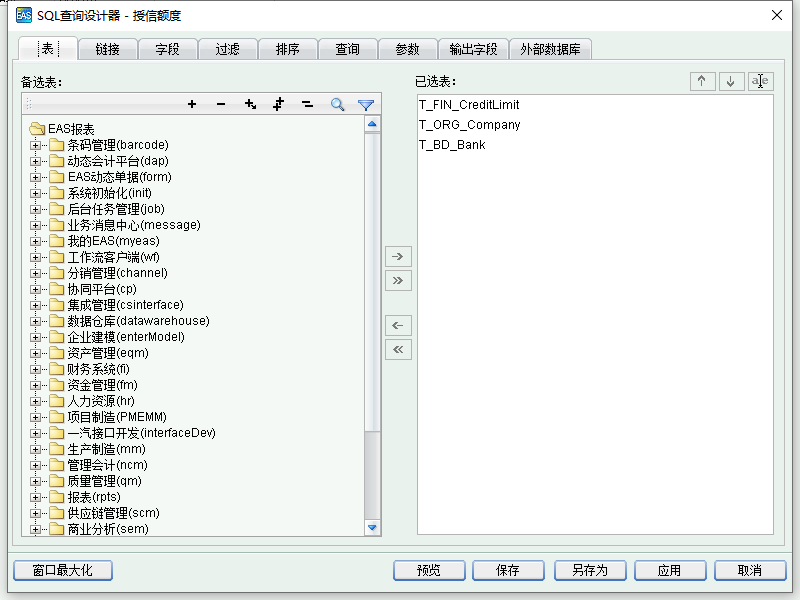 SQL查询设计器 - 授信额度
表 链接 字段 过滤 排序 查询 参数 输出字段 外部数据库
备选表：
EAS报表
条码管理(barcode)
动态会计平台(dap)
EAS动态单据(form)
系统初始化(init)
后台任务管理(job)
业务消息中心(message)
我的EAS(myeas)
工作流客户端(wf)
分销管理(channel)
协同平台(cp)
集成管理(csinterface)
数据仓库(datawarehouse)
企业建模(enterModel)
资产管理(eqm)
财务系统(fi)
资金管理(fm)
人力资源(hr)
项目制造(PMEMM)
一汽接口开发(interfaceDev)
生产制造(mm)
管理会计(ncm)
质量管理(qm)
报表(rpts)
供应链管理(scm)
商业分析(sem)
已选表：
T_FIN_CreditLimit
T_ORG_Company
T_BD_Bank
窗口最大化 预览 保存 另存为 应用 取消